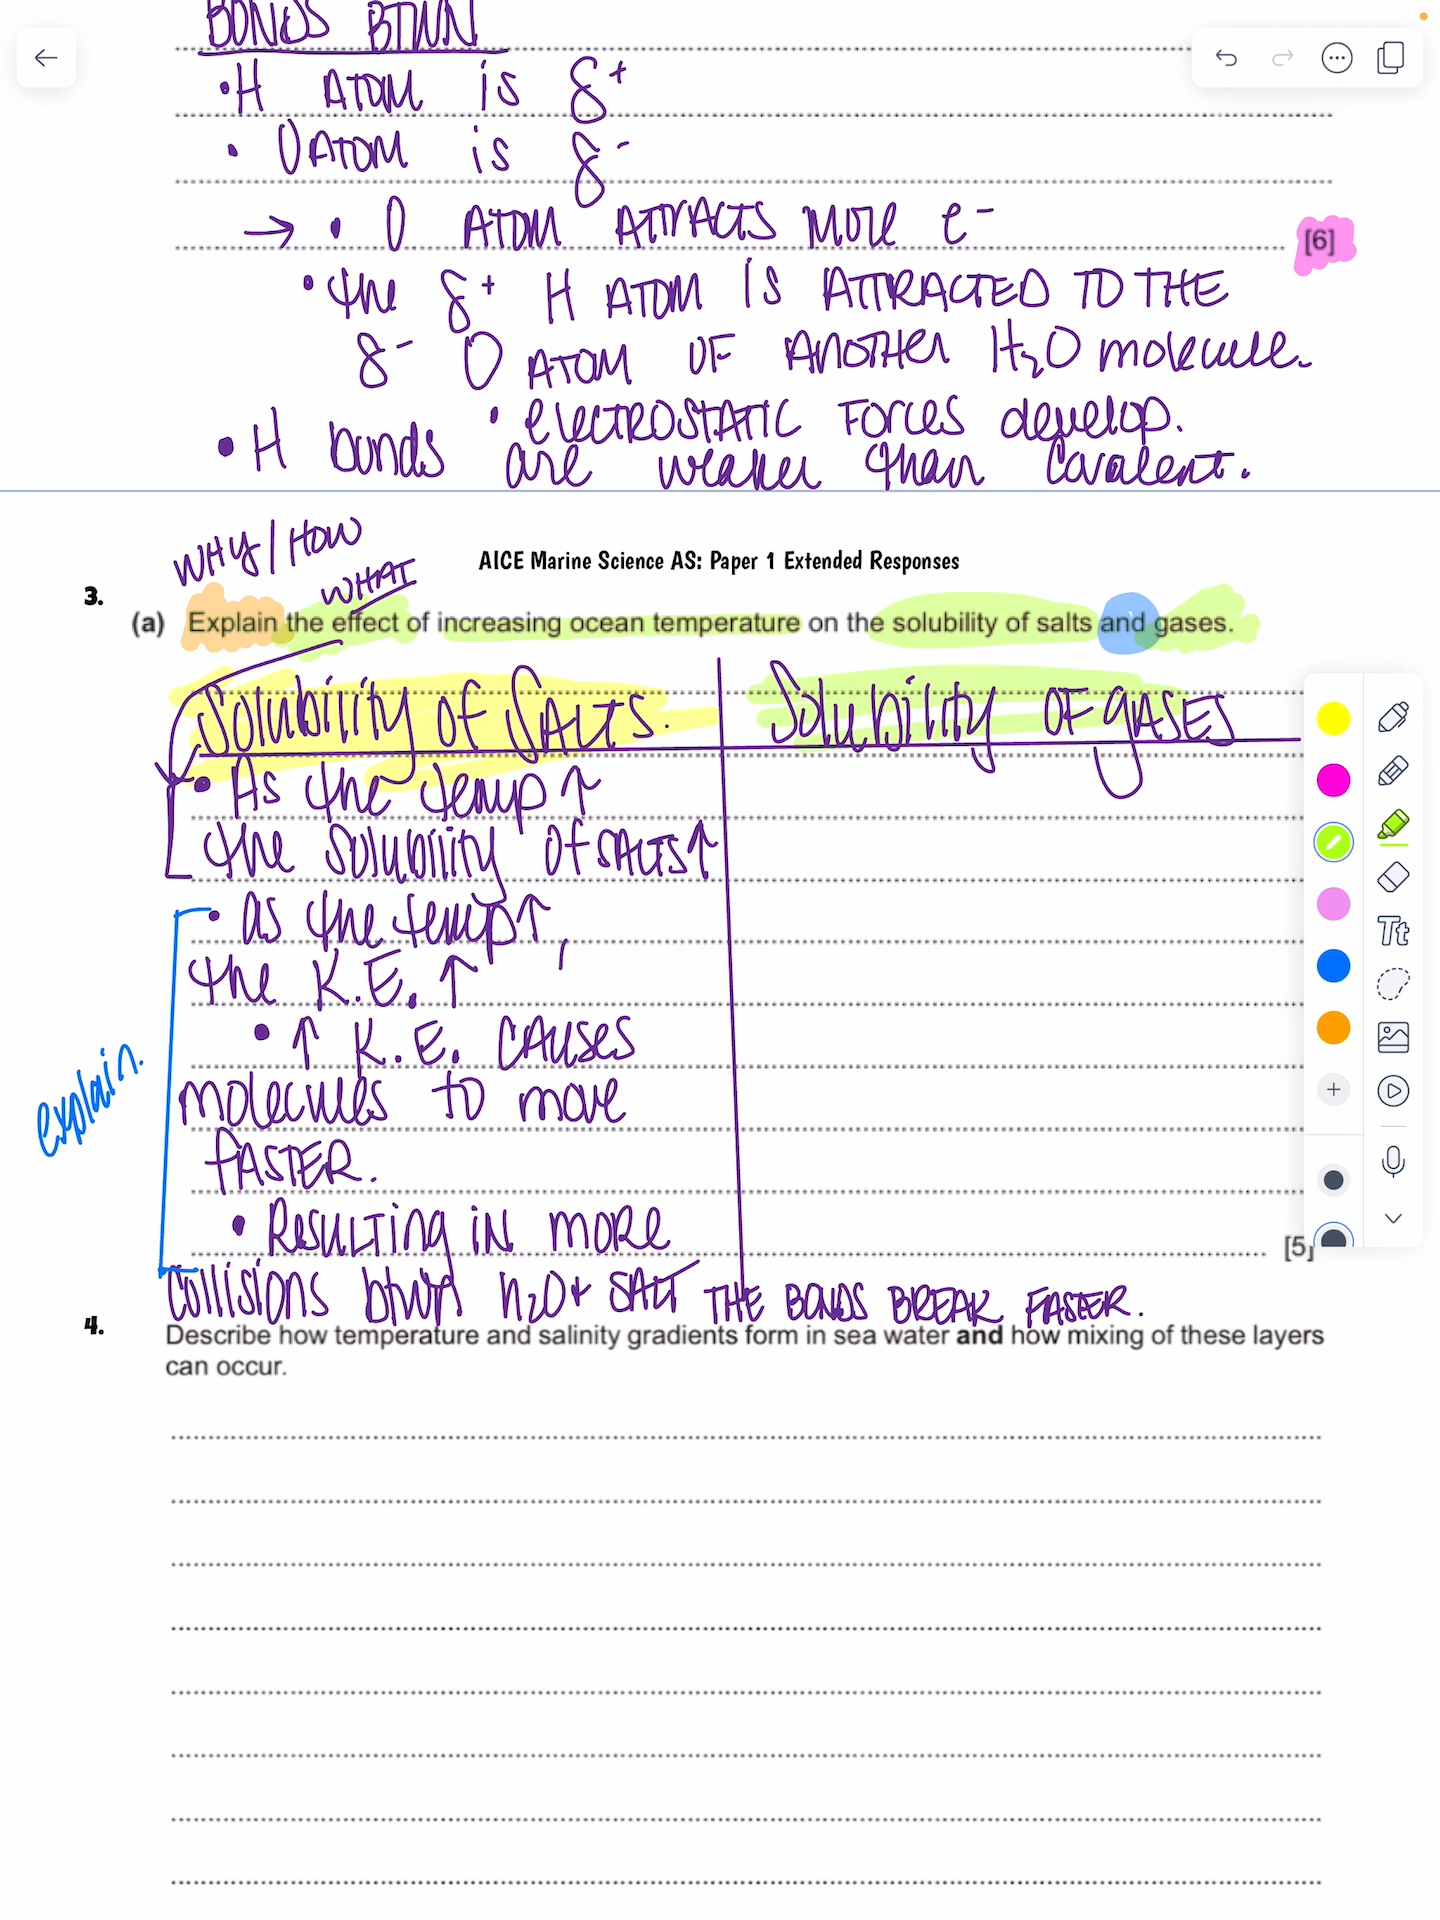 BONDS BTWN
• H ATOM is δ+
• O ATOM is δ-
→ • O ATOM ATTRACTS MORE e-
[6]
• the δ+ H ATOM IS ATTRACTED TO THE
δ- O ATOM OF ANOTHER H₂O molecule.
• ELECTROSTATIC FORCES develop.
• H bonds are weaker than Covalent.
WHY/HOW
WHAT
AICE Marine Science AS: Paper 1 Extended Responses
3.
(a) Explain the effect of increasing ocean temperature on the solubility of salts and gases.
Solubility of SALTS.
• As the temp ↑
the solubility of SALTS ↑
• as the temp ↑,
the K.E. ↑
• ↑ K.E. CAUSES
molecules to move
FASTER.
• RESULTING IN MORE
Collisions btwn h₂O + SALT THE BONDS BREAK FASTER.
explain.
Solubility OF gASES
Tt
[5]
4.
Describe how temperature and salinity gradients form in sea water and how mixing of these layers
can occur.